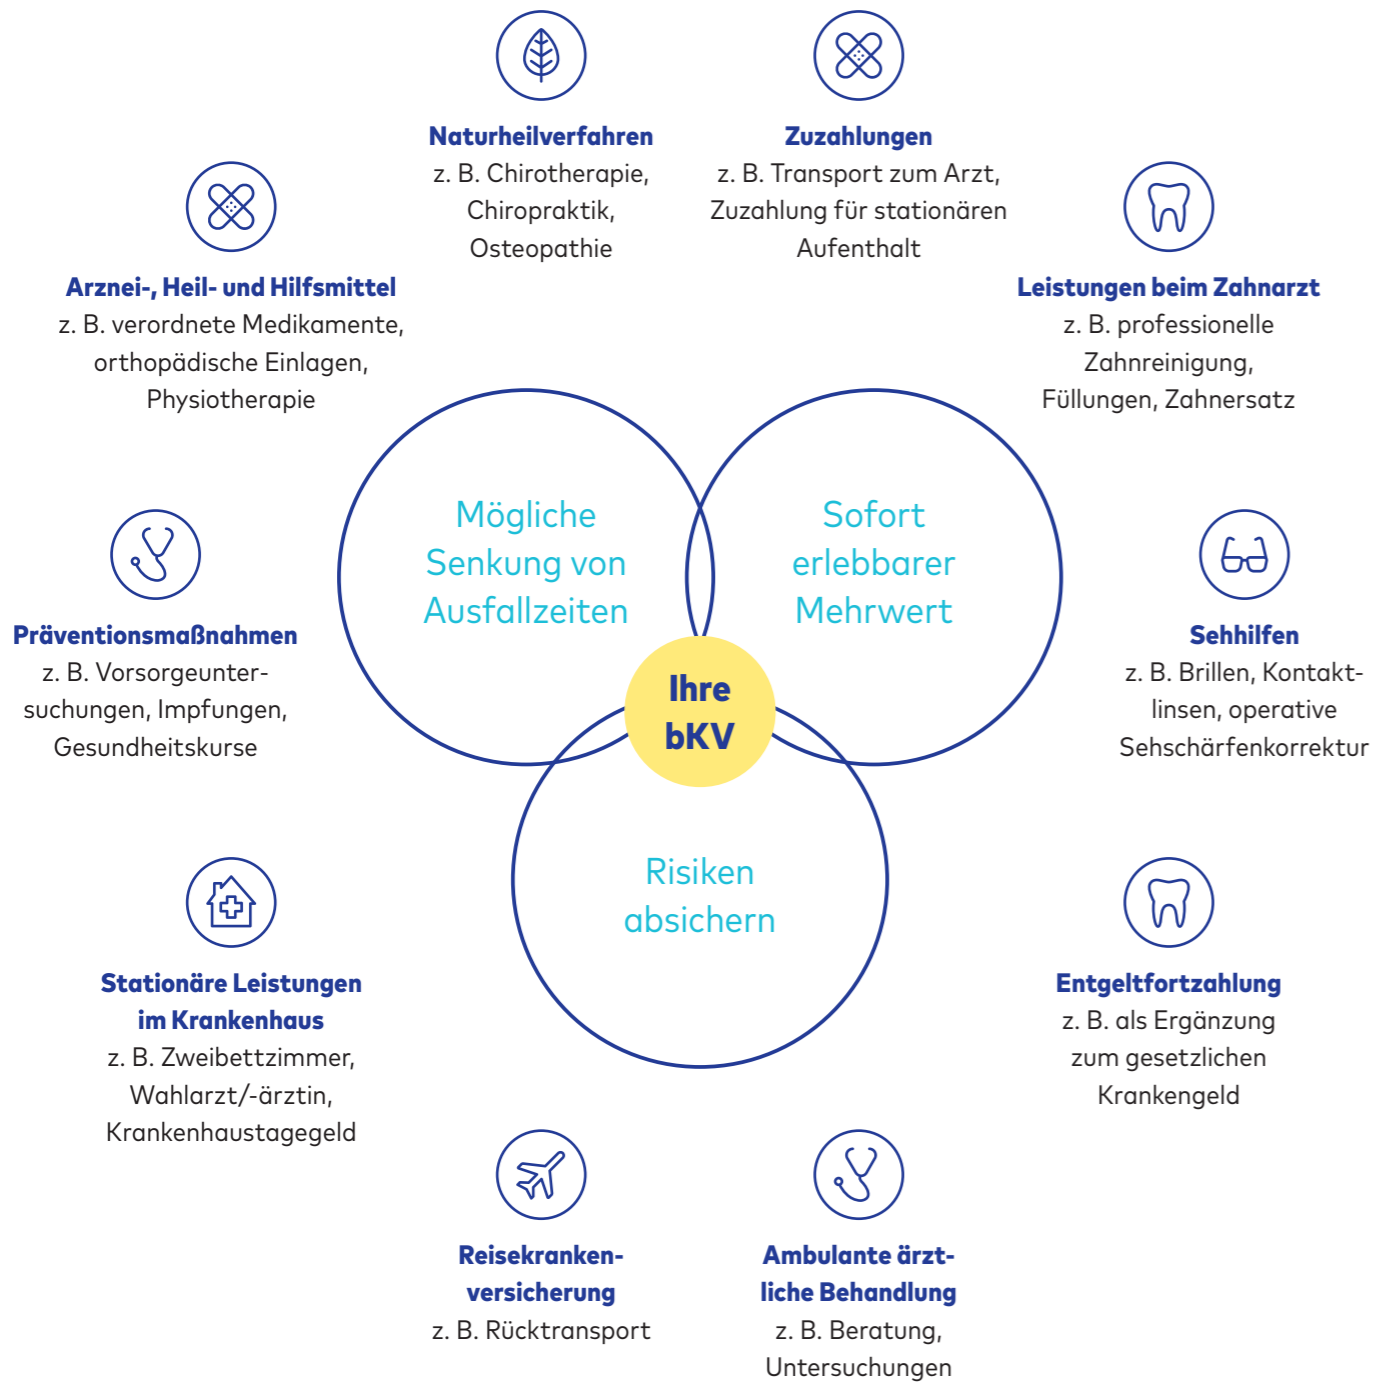 Naturheilverfahren
z. B. Chirotherapie,
Chiropraktik,
Osteopathie
Zuzahlungen
z. B. Transport zum Arzt,
Zuzahlung für stationären
Aufenthalt
Arznei-, Heil- und Hilfsmittel
z. B. verordnete Medikamente,
orthopädische Einlagen,
Physiotherapie
Leistungen beim Zahnarzt
z. B. professionelle
Zahnreinigung,
Füllungen, Zahnersatz
Mögliche
Senkung von
Ausfallzeiten
Sofort
erlebbarer
Mehrwert
Präventionsmaßnahmen
z. B. Vorsorgeunter-
suchungen, Impfungen,
Gesundheitskurse
Ihre
bKV
Sehhilfen
z. B. Brillen, Kontakt-
linsen, operative
Sehschärfenkorrektur
Risiken
absichern
Stationäre Leistungen
im Krankenhaus
z. B. Zweibettzimmer,
Wahlarzt/-ärztin,
Krankenhaustagegeld
Entgeltfortzahlung
z. B. als Ergänzung
zum gesetzlichen
Krankengeld
Reisekranken-
versicherung
z. B. Rücktransport
Ambulante ärzt-
liche Behandlung
z. B. Beratung,
Untersuchungen